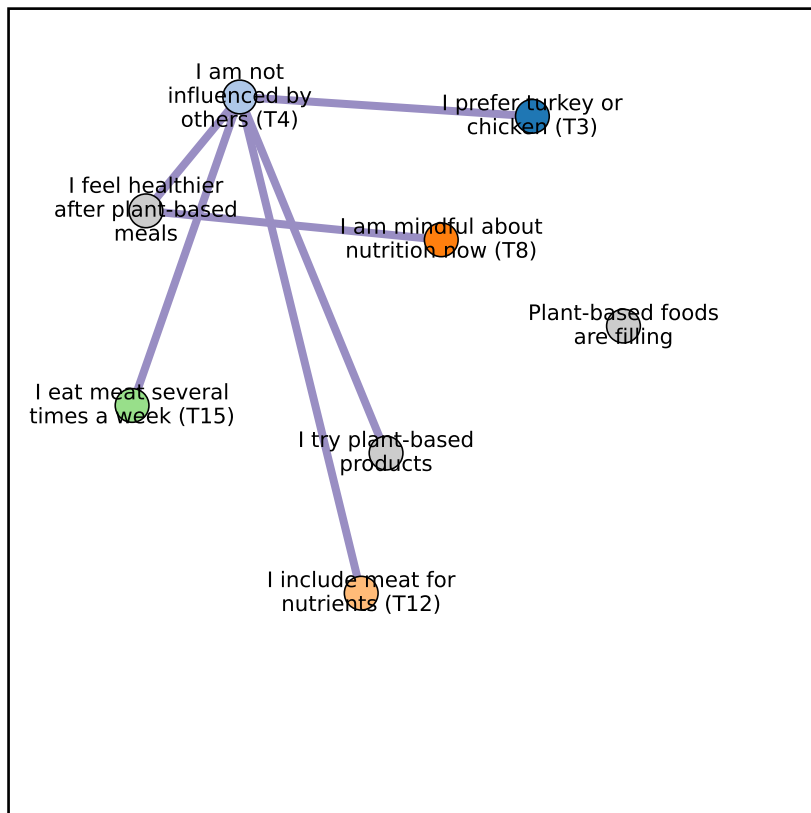 I am not
influenced by
others (T4)
I prefer turkey or
chicken (T3)
I feel healthier
after plant-based
meals
I am mindful about
nutrition now (T8)
Plant-based foods
are filling
I eat meat several
times a week (T15)
I try plant-based
products
I include meat for
nutrients (T12)